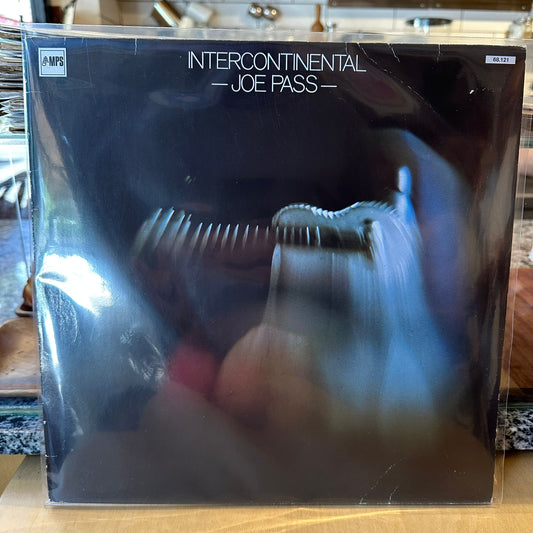 MPS
INTERCONTINENTAL
— JOE PASS —
68.121